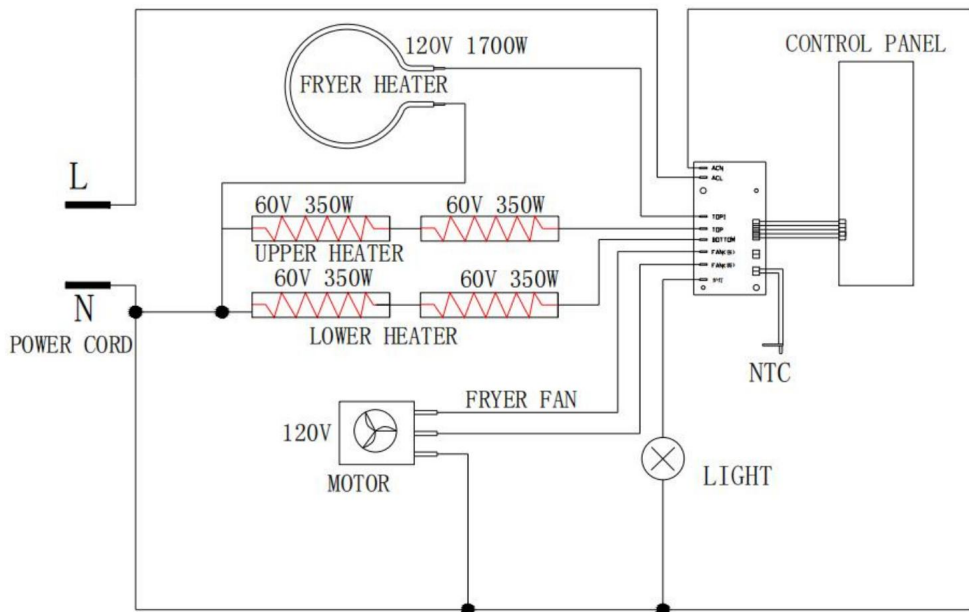 120V 1700W
CONTROL PANEL
FRYER HEATER
ACN
ACL
L
60V 350W
60V 350W
TOP1
TOP
BOTTOM
UPPER HEATER
60V 350W
60V 350W
N
LOWER HEATER
POWER CORD
NTC
FRYER FAN
120V
LIGHT
MOTOR